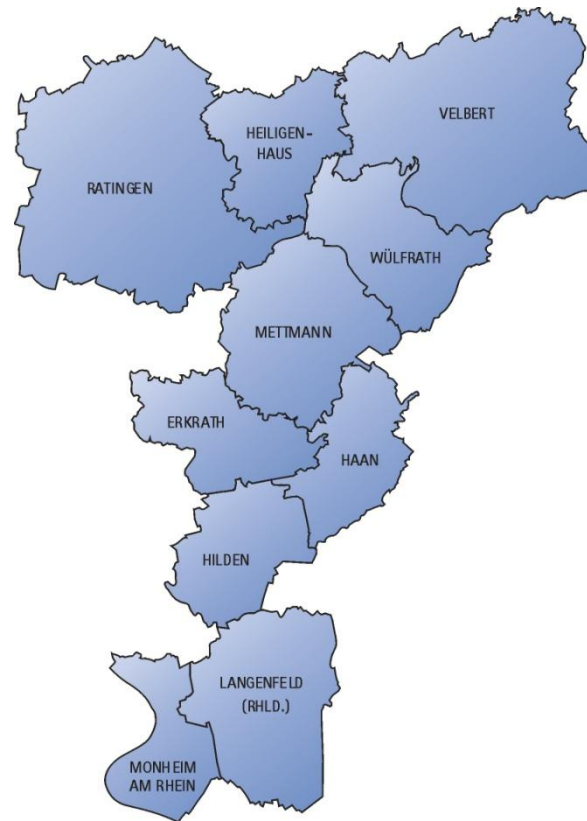 VELBERT
HEILIGEN-
HAUS
RATINGEN
WÜLFRATH
METTMANN
ERKRATH
HAAN
HILDEN
LANGENFELD
(RHLD.)
MONHEIM
AM RHEIN